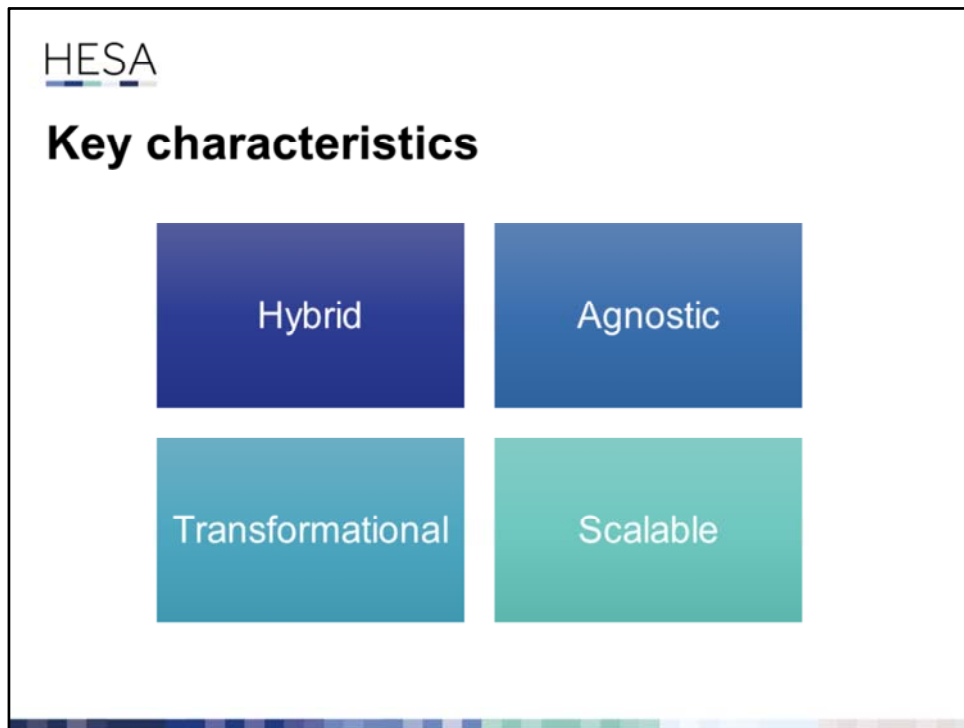 HESA
Key characteristics
Hybrid
Agnostic
Transformational
Scalable